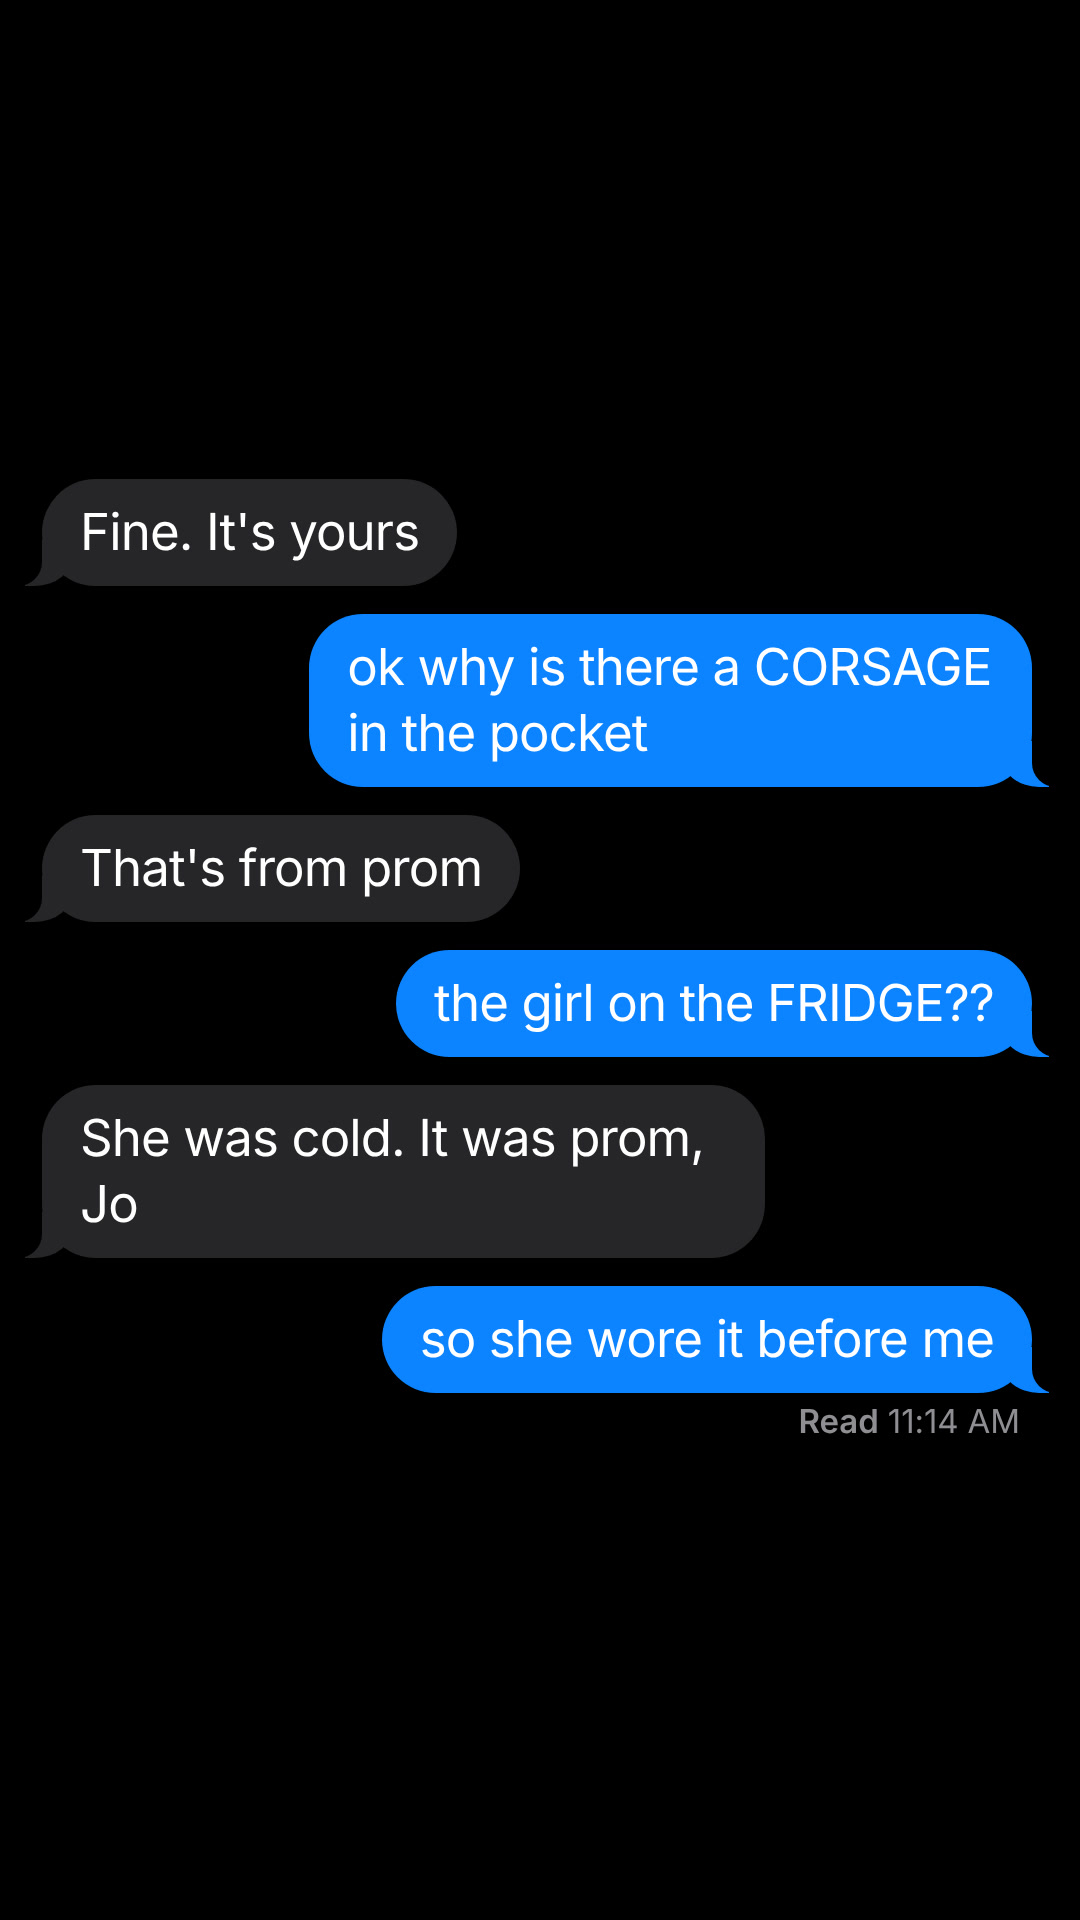 Fine. It's yours
ok why is there a CORSAGE
in the pocket
That's from prom
the girl on the FRIDGE??
She was cold. It was prom,
Jo
so she wore it before me
Read 11:14 AM